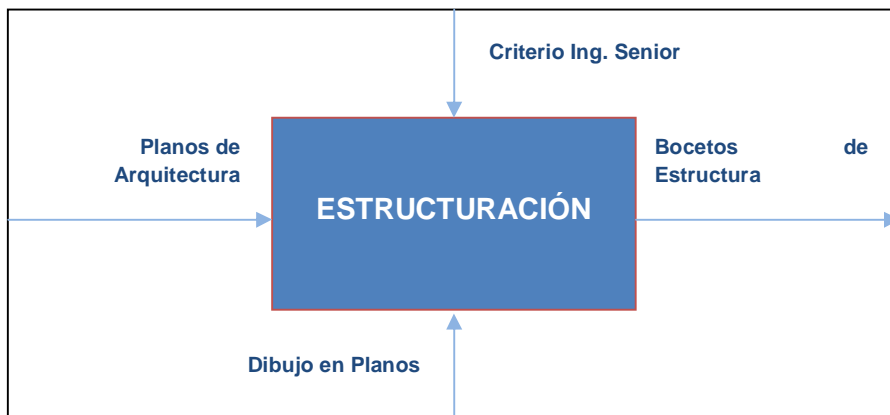 Criterio Ing. Senior
Planos de
Arquitectura
ESTRUCTURACIÓN
Bocetos de
Estructura
Dibujo en Planos